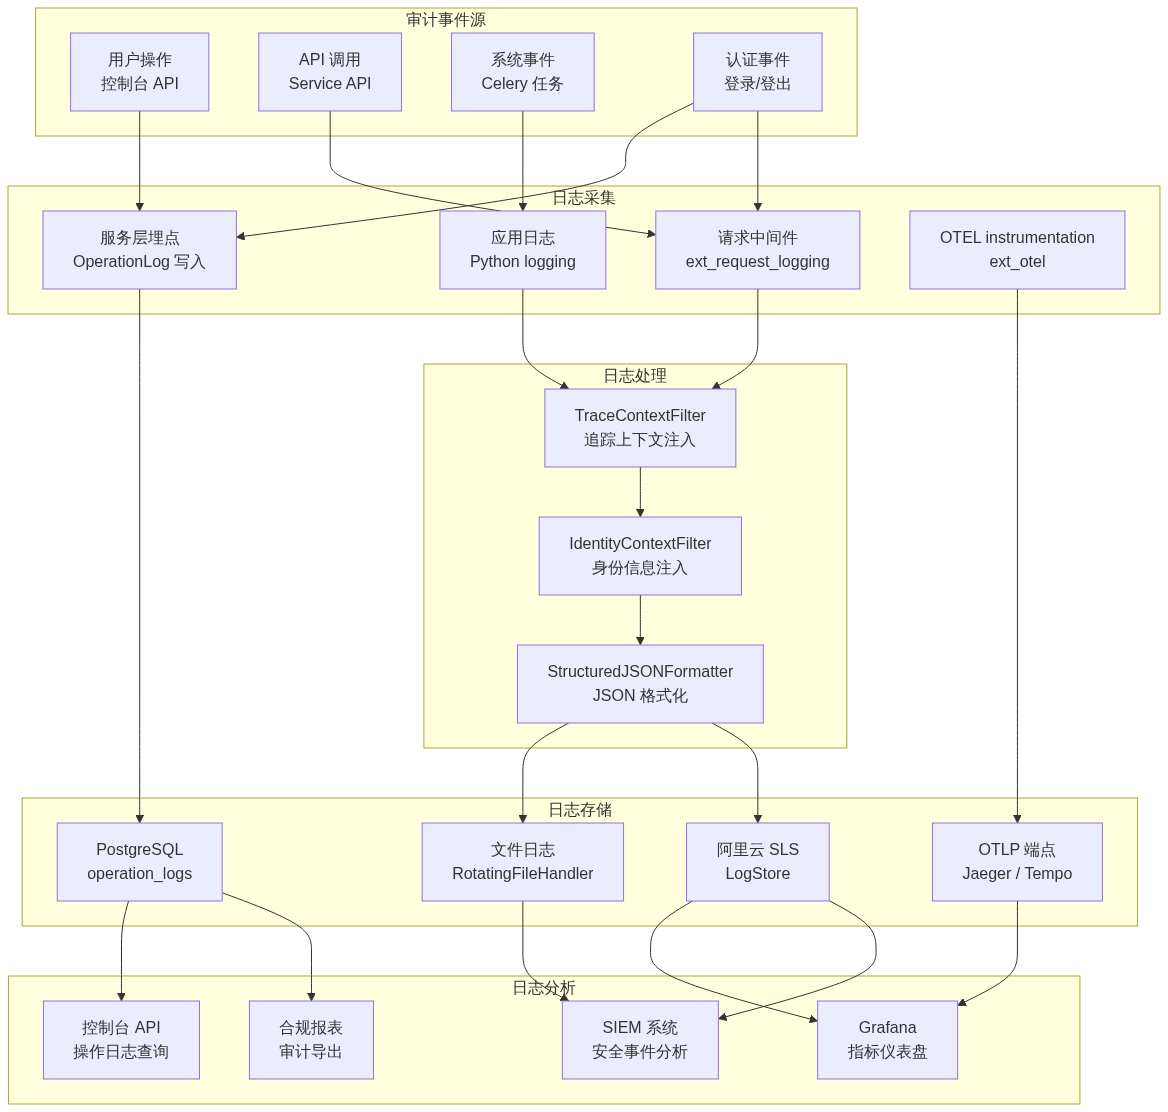 审计事件源
用户操作
控制台 API
API 调用
Service API
系统事件
Celery 任务
认证事件
登录/登出
日志采集
服务层埋点
OperationLog 写入
应用日志
Python logging
请求中间件
ext_request_logging
OTEL instrumentation
ext_otel
日志处理
TraceContextFilter
追踪上下文注入
IdentityContextFilter
身份信息注入
StructuredJSONFormatter
JSON 格式化
日志存储
PostgreSQL
operation_logs
文件日志
RotatingFileHandler
阿里云 SLS
LogStore
OTLP 端点
Jaeger / Tempo
日志分析
控制台 API
操作日志查询
合规报表
审计导出
SIEM 系统
安全事件分析
Grafana
指标仪表盘